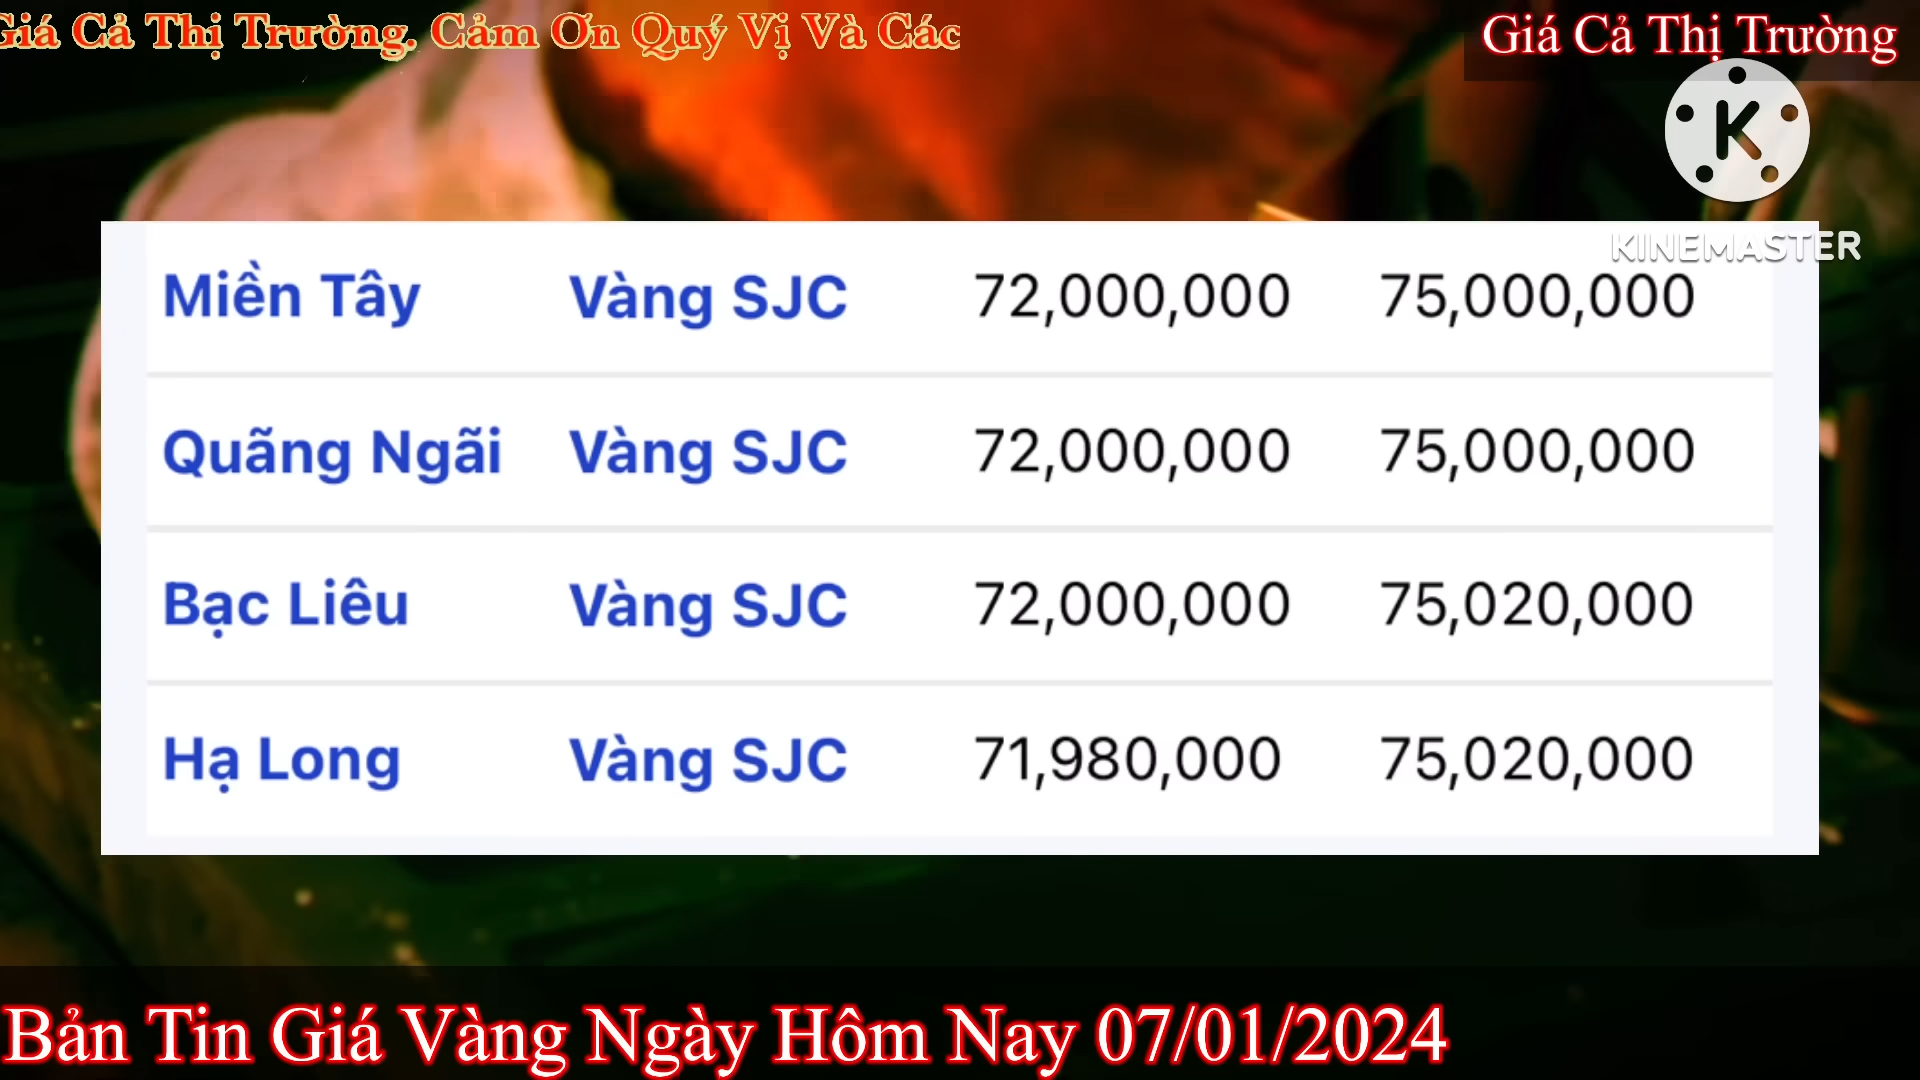 Giá Cả Thị Trường. Cảm Ơn Quý Vị Và Các
Giá Cả Thị Trường
K
KINEMASTER
Miền Tây Vàng SJC 72,000,000 75,000,000
Quãng Ngãi Vàng SJC 72,000,000 75,000,000
Bạc Liêu Vàng SJC 72,000,000 75,020,000
Hạ Long Vàng SJC 71,980,000 75,020,000
Bản Tin Giá Vàng Ngày Hôm Nay 07/01/2024